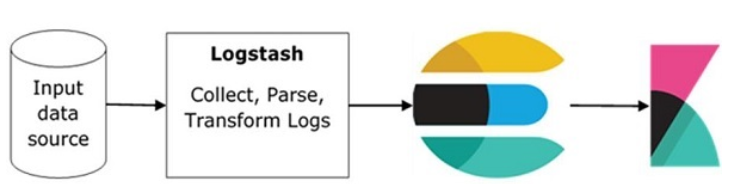 Input
data
source
Logstash
Collect, Parse,
Transform Logs